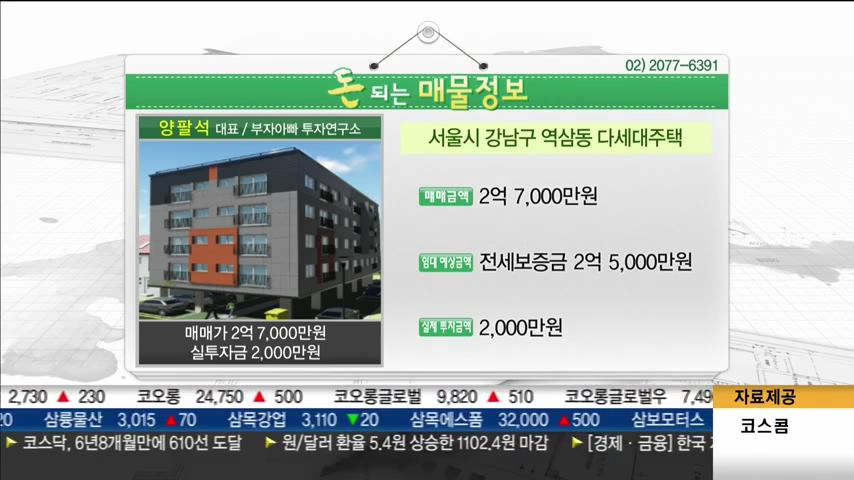 02) 2077-6391
돈 되는 매물정보
양팔석 대표 / 부자아빠 투자연구소
서울시 강남구 역삼동 다세대주택
매매금액 2억 7,000만원
임대 예상금액 전세보증금 2억 5,000만원
실제 투자금액 2,000만원
매매가 2억 7,000만원
실투자금 2,000만원
2,730 ▲ 230 코오롱 24,750 ▲ 500 코오롱글로벌 9,820 ▲ 510 코오롱글로벌우 7,49
20 삼륭물산 3,015 ▲70 삼목강업 3,110 ▼20 삼목에스폼 32,000 ▲500 삼보모터스
▶ 코스닥, 6년8개월만에 610선 도달 ▶ 원/달러 환율 5.4원 상승한 1102.4원 마감 ▶ [경제 · 금융] 한국
자료제공
코스콤